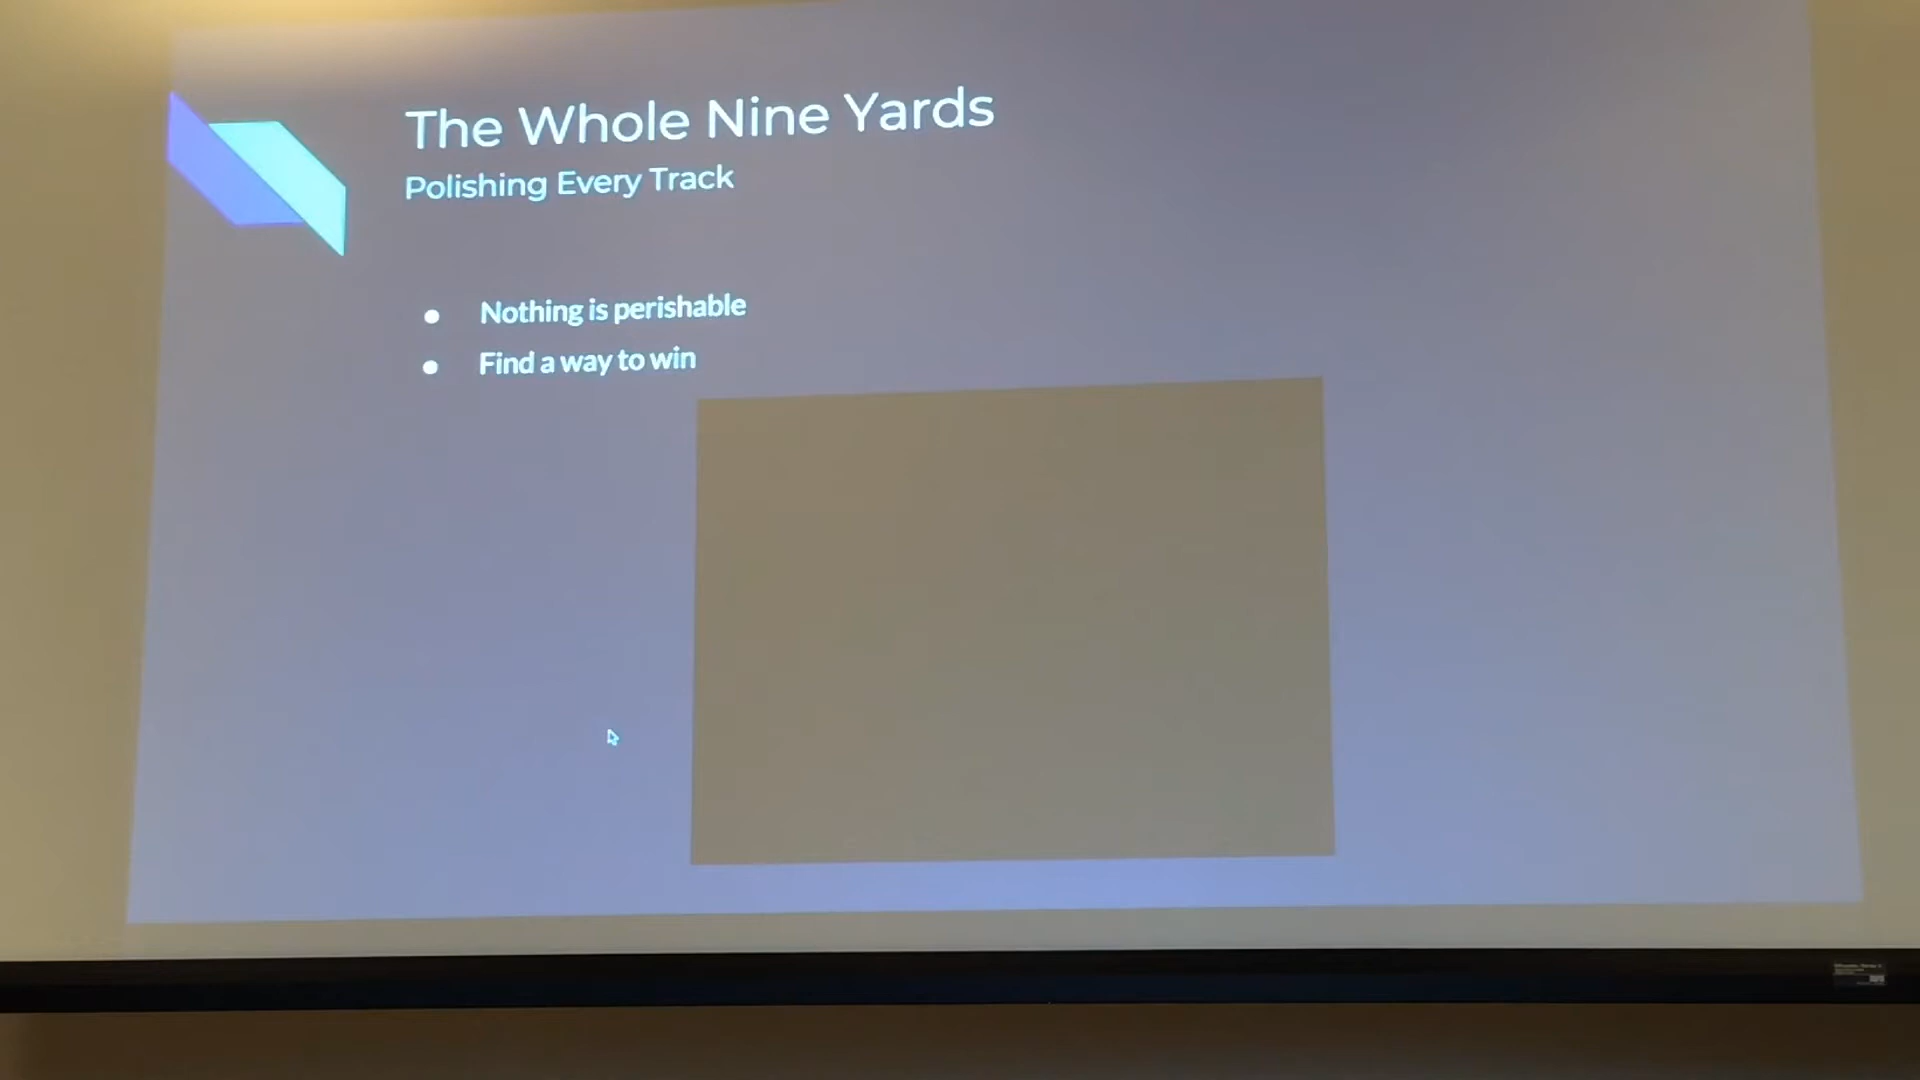 The Whole Nine Yards
Polishing Every Track
Nothing is perishable
Find a way to win